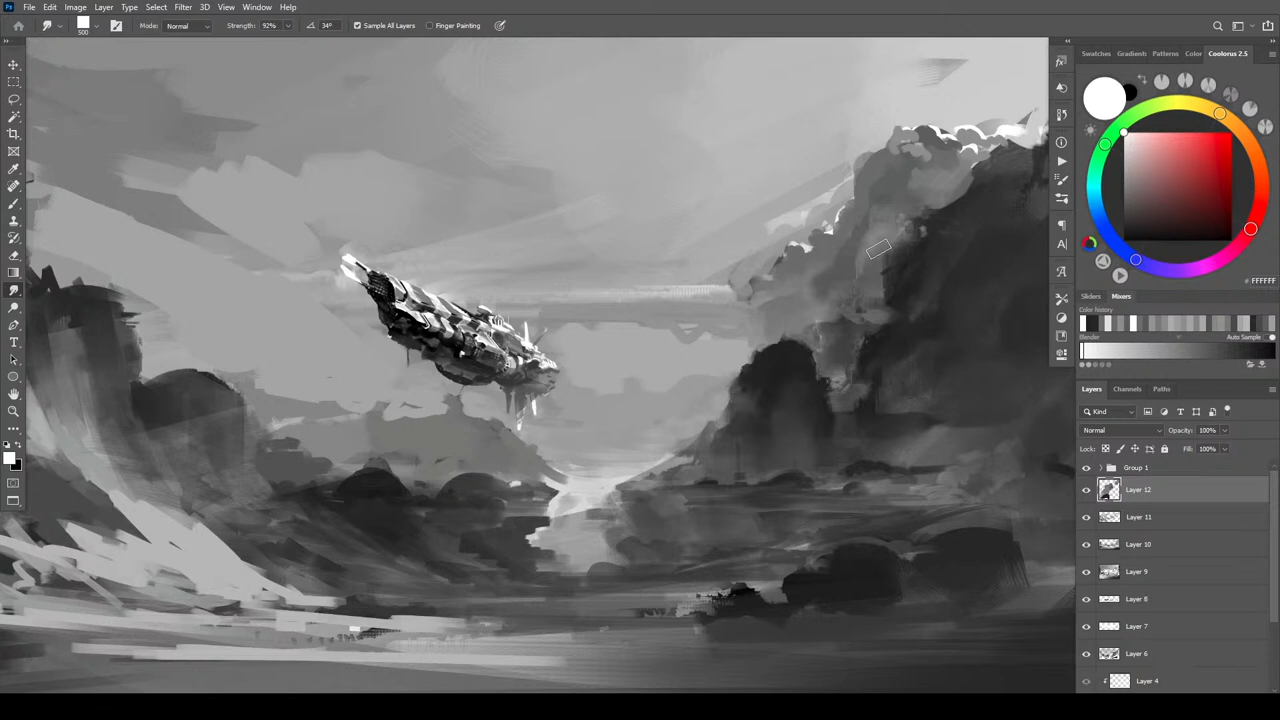 Ps File Edit Image Layer Type Select Filter 3D View Window Help
500 Mode: Normal Strength: 92% 34° Sample All Layers Finger Painting
Swatches Gradients Patterns Color Coolorus 2.5
# FFFFFF
Sliders Mixers
Color history
Blender Auto Sample
Layers Channels Paths
Kind
Normal Opacity: 100%
Lock: Fill: 100%
Group 1
Layer 12
Layer 11
Layer 10
Layer 9
Layer 8
Layer 7
Layer 6
Layer 4